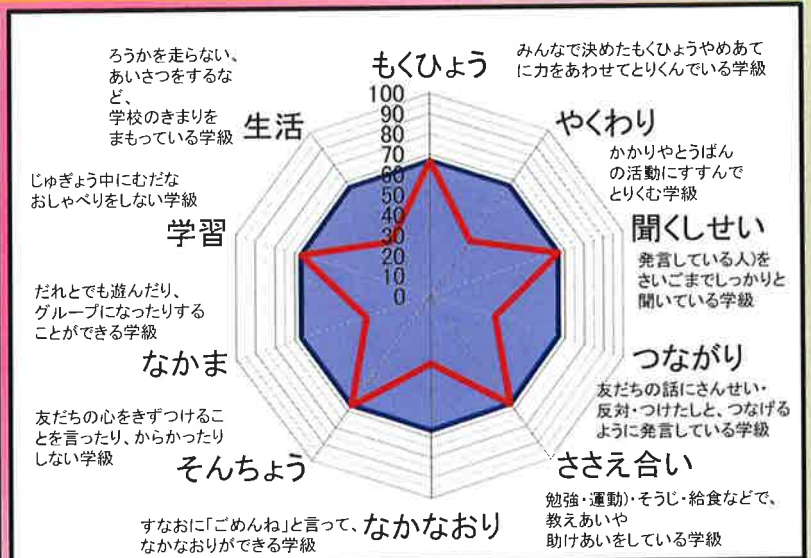 もくひょう
みんなで決めたもくひょうやめあて
に力をあわせてとりくんでいる学級
やくわり
かかりやとうばん
の活動にすすんで
とりくむ学級
聞くしせい
発言している人)を
さいごまでしっかりと
聞いている学級
つながり
友だちの話にさんせい・
反対・つけたしと、つなげる
ように発言している学級
ささえ合い
勉強・運動)・そうじ・給食などで、
教えあいや
助けあいをしている学級
なかなおり
すなおに「ごめんね」と言って、
なかなおりができる学級
そんちょう
友だちの心をきずつけるこ
とを言ったり、からかったり
しない学級
なかま
だれとでも遊んだり、
グループになったりする
ことができる学級
学習
じゅぎょう中にむだな
おしゃべりをしない学級
生活
ろうかを走らない、
あいさつをするな
ど、
学校のきまりを
まもっている学級
100
90
80
70
60
50
40
30
20
10
0